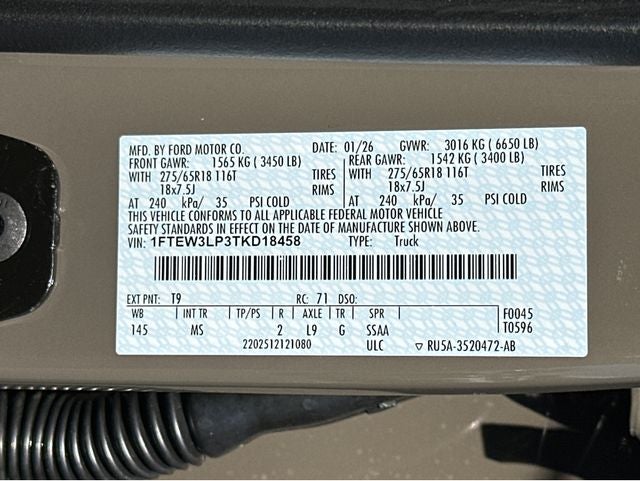 MFD. BY FORD MOTOR CO. DATE: 01/26 GVWR: 3016 KG ( 6650 LB)
FRONT GAWR: 1565 KG ( 3450 LB) REAR GAWR: 1542 KG ( 3400 LB)
WITH 275/65R18 116T TIRES WITH 275/65R18 116T TIRES
18x7.5J RIMS 18x7.5J RIMS
AT 240 kPa/ 35 PSI COLD AT 240 kPa/ 35 PSI COLD
THIS VEHICLE CONFORMS TO ALL APPLICABLE FEDERAL MOTOR VEHICLE
SAFETY STANDARDS IN EFFECT ON THE DATE OF MANUFACTURE SHOWN ABOVE.
VIN: 1FTEW3LP3TKD18458 TYPE: Truck
EXT PNT: T9 RC: 71 DSO: F0045
WB INT TR TP/PS R AXLE TR SPR T0596
145 MS 2 L9 G SSAA
2202512121080 ULC ▽ RU5A-3520472-AB